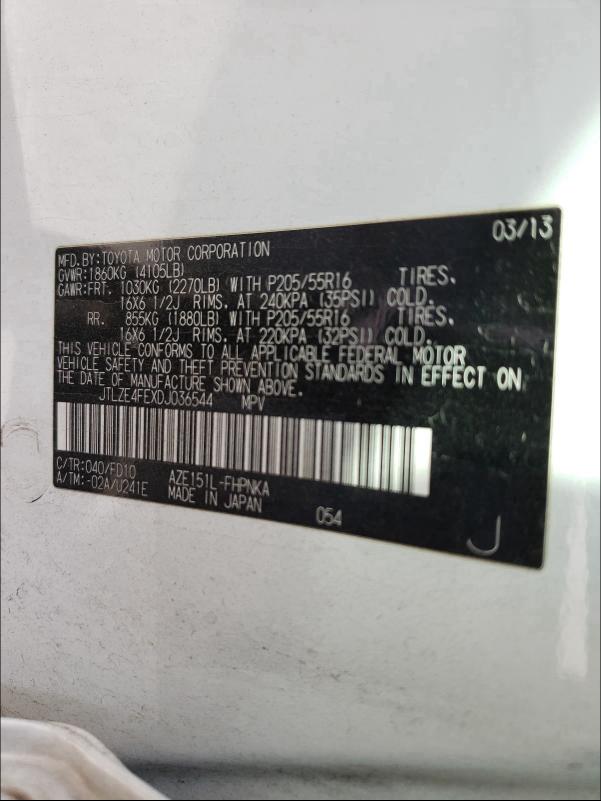 03/13
MFD.BY:TOYOTA MOTOR CORPORATION
GVWR:1860KG (4105LB)
GAWR:FRT. 1030KG (2270LB) WITH P205/55R16 TIRES.
16X6 1/2J RIMS. AT 240KPA (35PSI) COLD.
RR. 855KG (1880LB) WITH P205/55R16 TIRES.
16X6 1/2J RIMS. AT 220KPA (32PSI) COLD.
THIS VEHICLE CONFORMS TO ALL APPLICABLE FEDERAL MOTOR
VEHICLE SAFETY AND THEFT PREVENTION STANDARDS IN EFFECT ON
THE DATE OF MANUFACTURE SHOWN ABOVE.
JTLZE4FEXDJ036544 MPV
C/TR:040/FD10 AZE151L-FHPNKA
A/TM:-02A/U241E MADE IN JAPAN 054
J